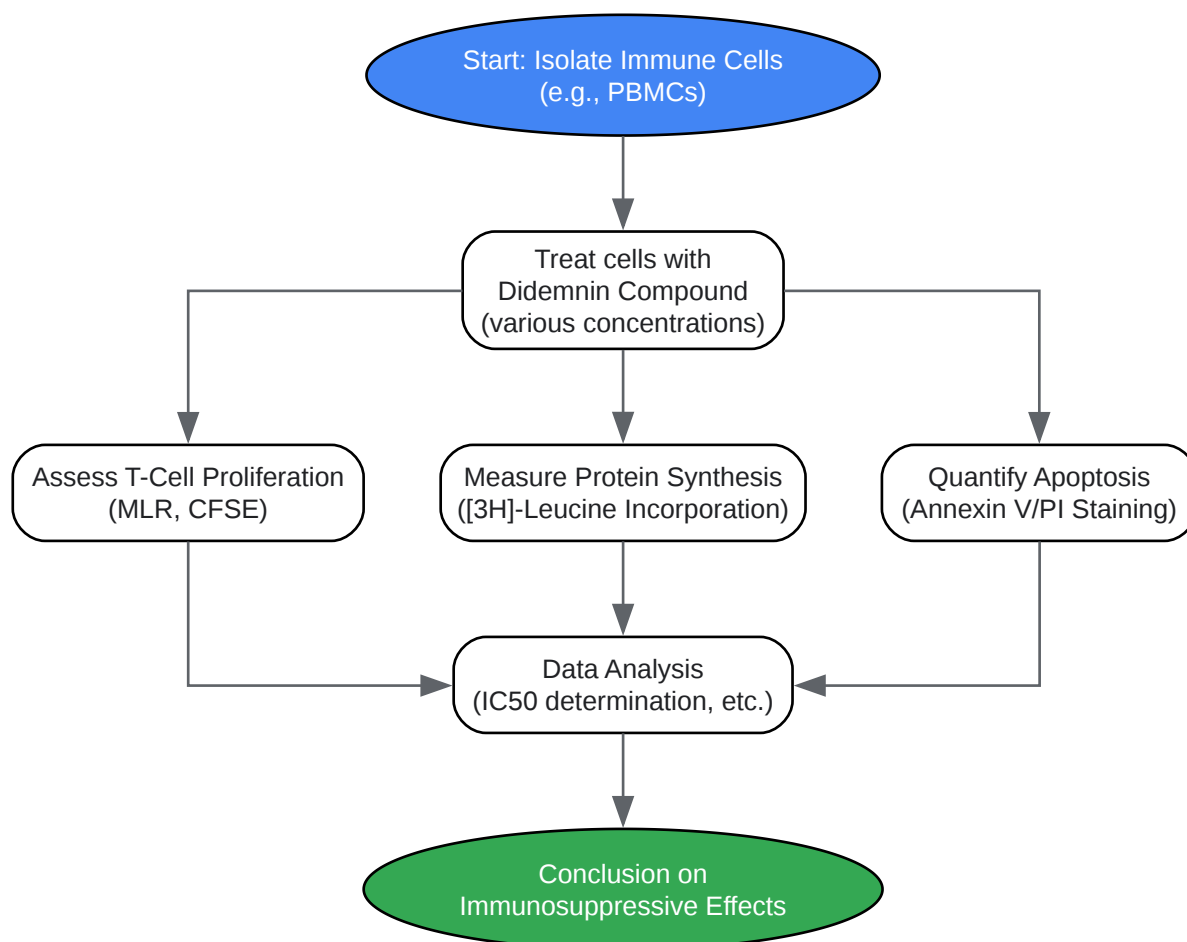 Start: Isolate Immune Cells
(e.g., PBMCs)
Treat cells with
Didemnin Compound
(various concentrations)
Assess T-Cell Proliferation
(MLR, CFSE)
Measure Protein Synthesis
([3H]-Leucine Incorporation)
Quantify Apoptosis
(Annexin V/PI Staining)
Data Analysis
(IC50 determination, etc.)
Conclusion on
Immunosuppressive Effects